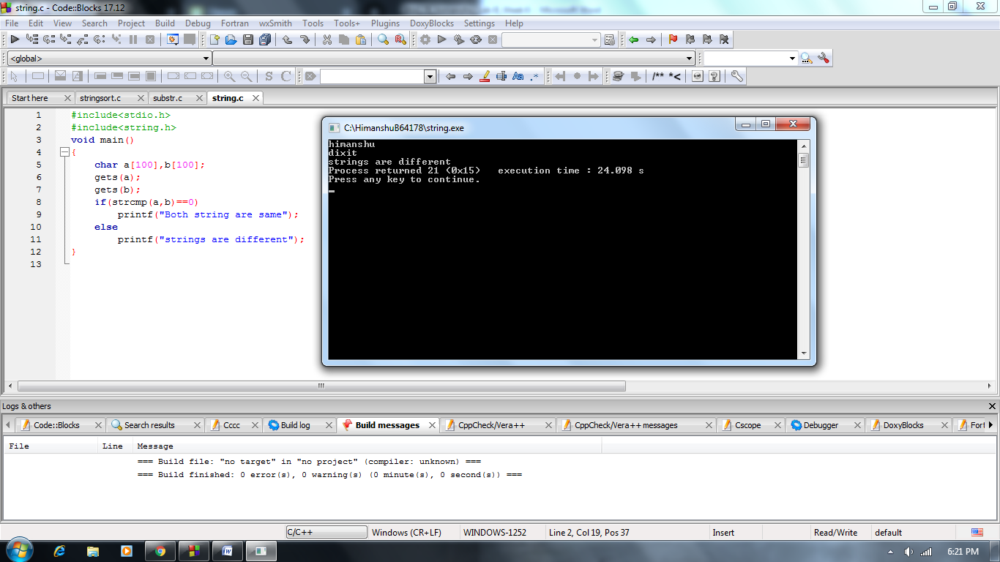 string.c - Code::Blocks 17.12
File Edit View Search Project Build Debug Fortran wxSmith Tools Tools+ Plugins DoxyBlocks Settings Help
<global>
S C Aa .* /** *<
Start here stringsort.c substr.c string.c
1 #include<stdio.h>
2 #include<string.h>
3 void main()
4 {
5 char a[100],b[100];
6 gets(a);
7 gets(b);
8 if(strcmp(a,b)==0)
9 printf("Both string are same");
10 else
11 printf("strings are different");
12 }
13
C:\HimanshuB64178\string.exe
himanshu
dixit
strings are different
Process returned 21 (0x15)   execution time : 24.098 s
Press any key to continue.
Logs & others
Code::Blocks Search results Cccc Build log Build messages CppCheck/Vera++ CppCheck/Vera++ messages Cscope Debugger DoxyBlocks Fort
File Line Message
=== Build file: "no target" in "no project" (compiler: unknown) ===
=== Build finished: 0 error(s), 0 warning(s) (0 minute(s), 0 second(s)) ===
C/C++ Windows (CR+LF) WINDOWS-1252 Line 2, Col 19, Pos 37 Insert Read/Write default
6:21 PM